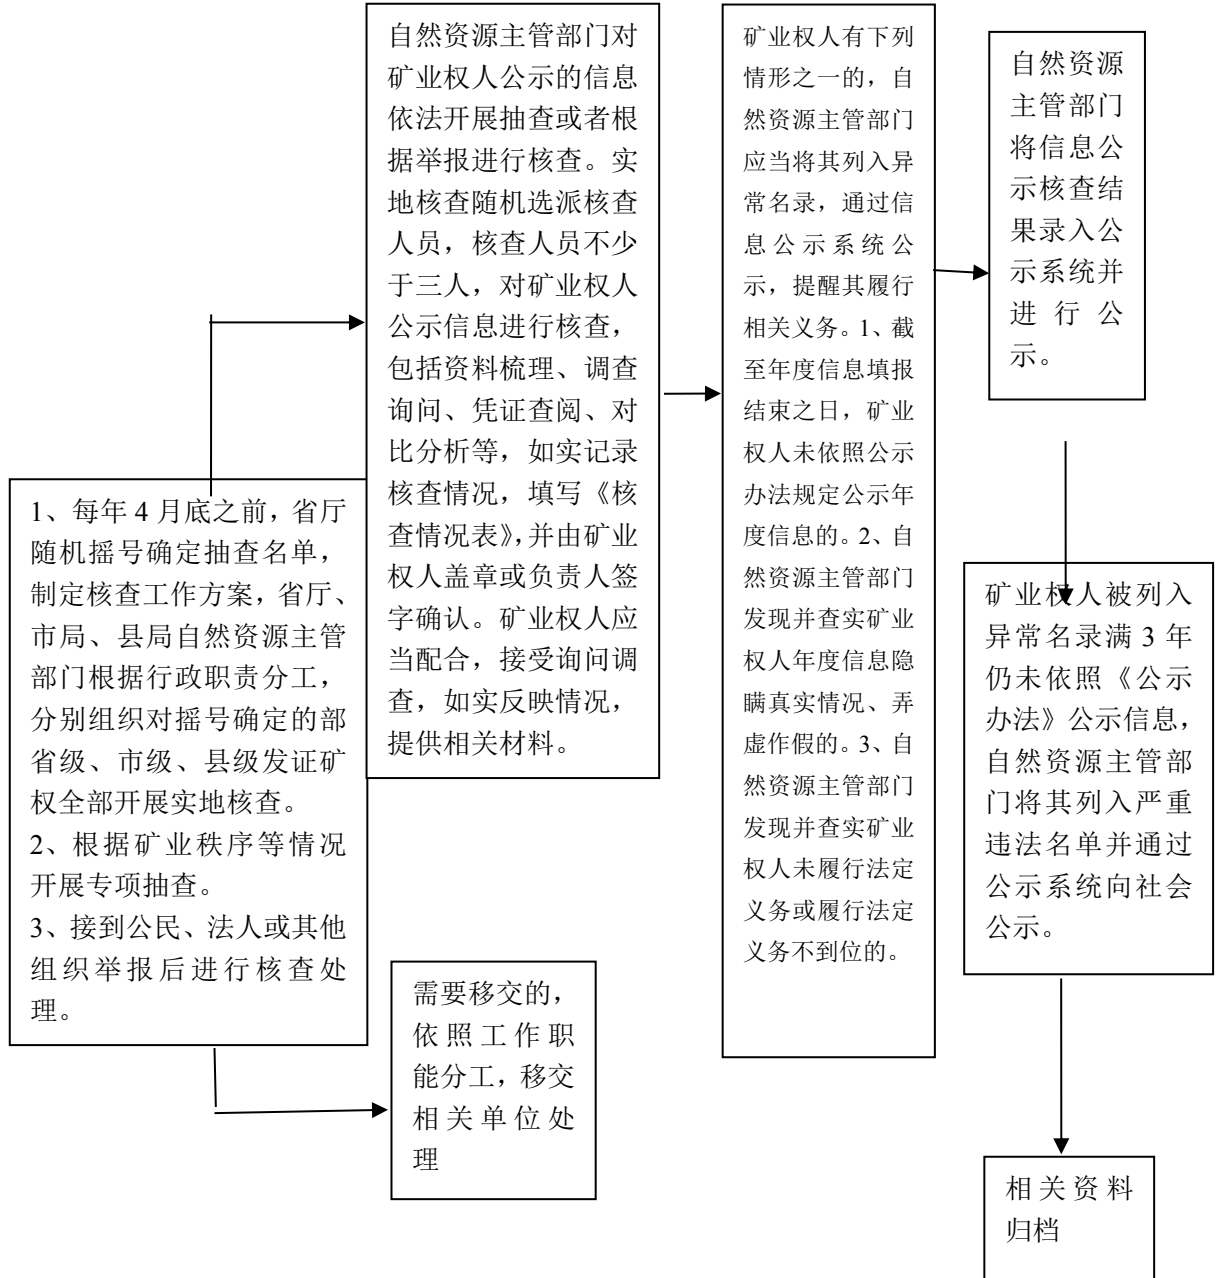 1、每年 4 月底之前，省厅
随机摇号确定抽查名单，
制定核查工作方案，省厅、
市局、县局自然资源主管
部门根据行政职责分工，
分别组织对摇号确定的部
省级、市级、县级发证矿
权全部开展实地核查。
2、根据矿业秩序等情况
开展专项抽查。
3、接到公民、法人或其他
组织举报后进行核查处
理。
自然资源主管部门对
矿业权人公示的信息
依法开展抽查或者根
据举报进行核查。实
地核查随机选派核查
人员，核查人员不少
于三人，对矿业权人
公示信息进行核查，
包括资料梳理、调查
询问、凭证查阅、对
比分析等，如实记录
核查情况，填写《核
查情况表》，并由矿业
权人盖章或负责人签
字确认。矿业权人应
当配合，接受询问调
查，如实反映情况，
提供相关材料。
需要移交的，
依照工作职
能分工，移交
相关单位处
理
矿业权人有下列
情形之一的，自
然资源主管部门
应当将其列入异
常名录，通过信
息公示系统公
示，提醒其履行
相关义务。1、截
至年度信息填报
结束之日，矿业
权人未依照公示
办法规定公示年
度信息的。2、自
然资源主管部门
发现并查实矿业
权人年度信息隐
瞒真实情况、弄
虚作假的。3、自
然资源主管部门
发现并查实矿业
权人未履行法定
义务或履行法定
义务不到位的。
自然资源
主管部门
将信息公
示核查结
果录入公
示系统并
进行公
示。
矿业权人被列入
异常名录满 3 年
仍未依照《公示
办法》公示信息，
自然资源主管部
门将其列入严重
违法名单并通过
公示系统向社会
公示。
相关资料
归档